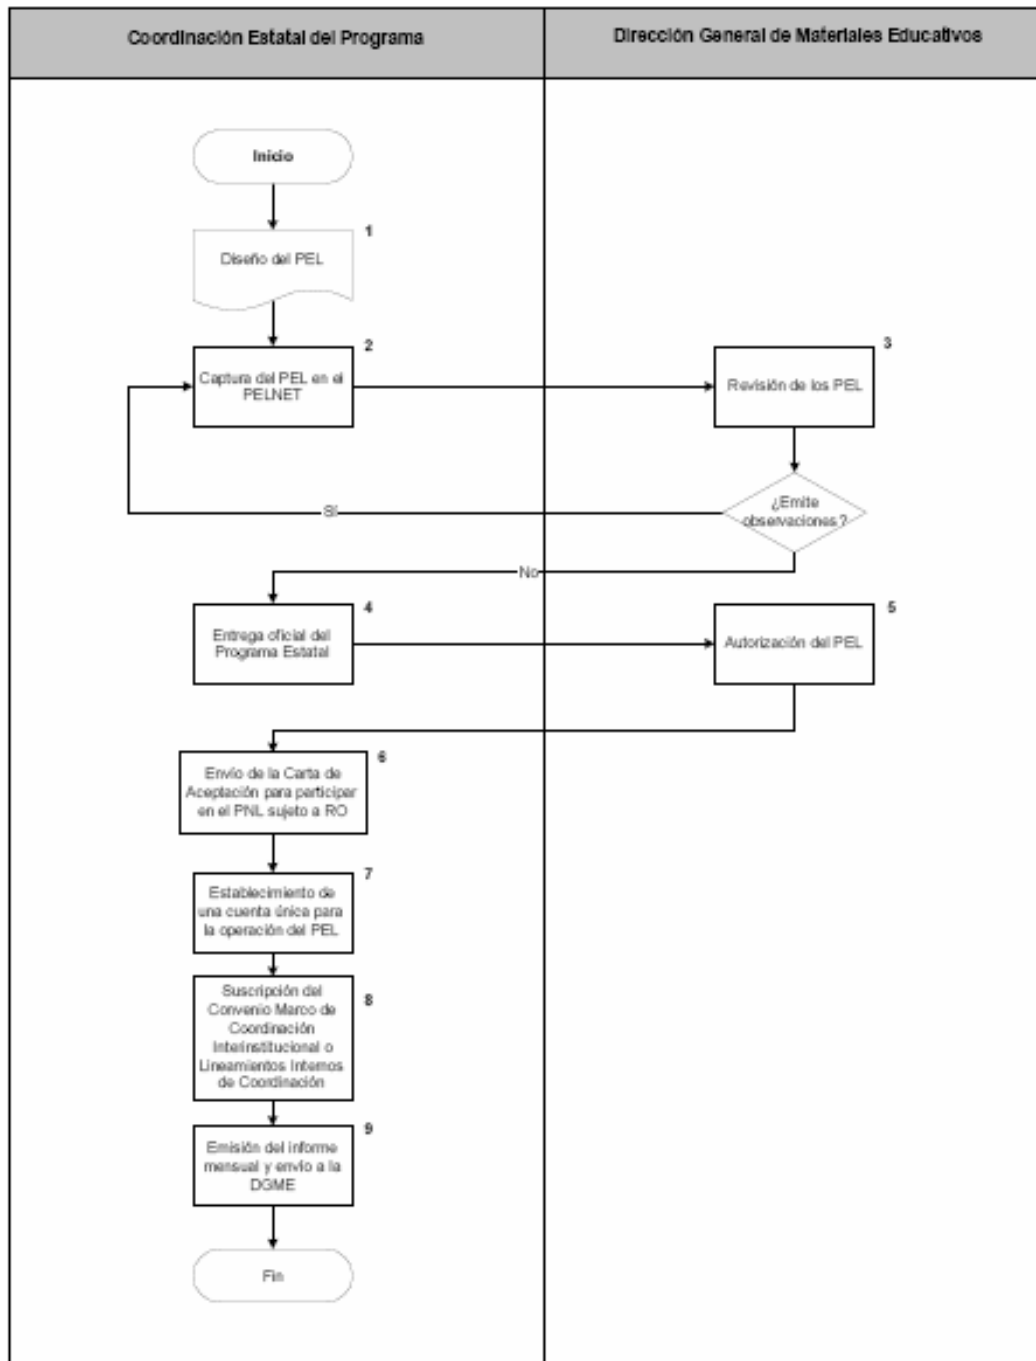 Coordinación Estatal del Programa
Dirección General de Materiales Educativos
Inicio
1
Diseño del PEL
2
Captura del PEL en el
PELNET
3
Revisión de los PEL
¿Emite
observaciones?
Sí
No
4
Entrega oficial del
Programa Estatal
5
Autorización del PEL
6
Envío de la Carta de
Aceptación para participar
en el PNL sujeto a RO
7
Establecimiento de
una cuenta única para
la operación del PEL
8
Suscripción del
Convenio Marco de
Coordinación
Interinstitucional o
Lineamientos Internos
de Coordinación
9
Emisión del informe
mensual y envío a la
DGME
Fin